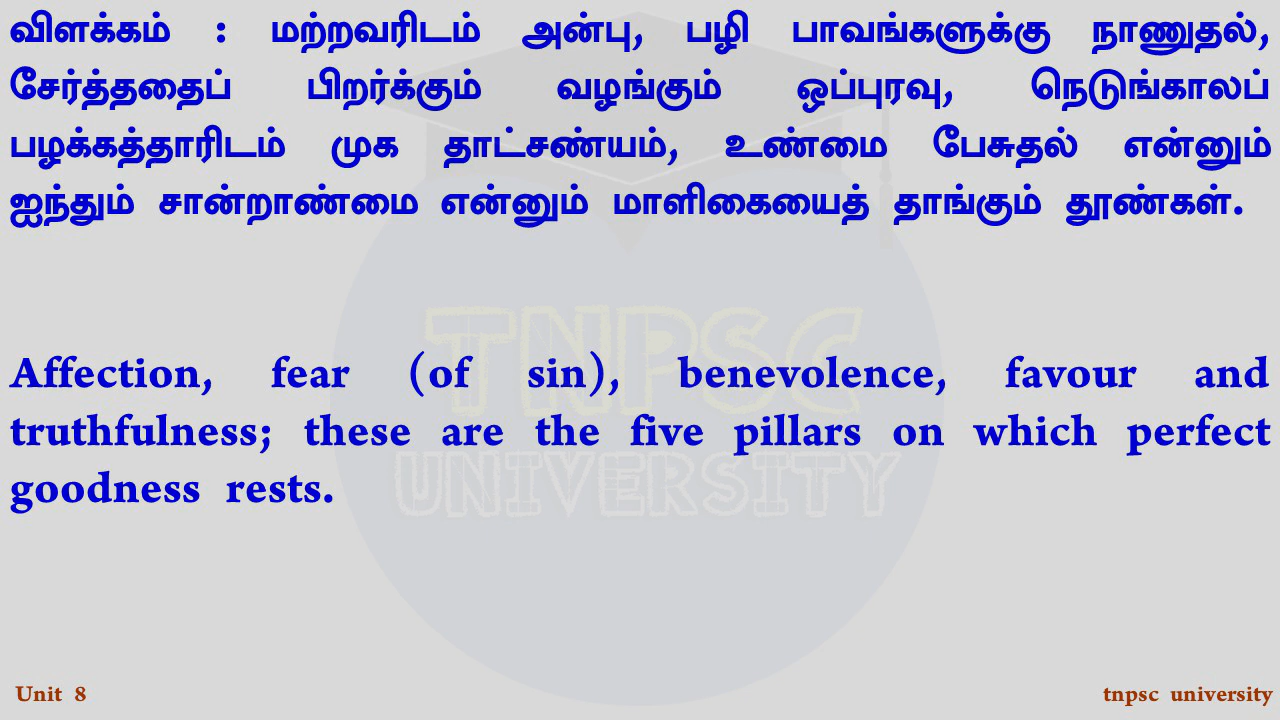 விளக்கம் : மற்றவரிடம் அன்பு, பழி பாவங்களுக்கு நாணுதல்,
சேர்த்ததைப் பிறர்க்கும் வழங்கும் ஒப்புரவு, நெடுங்காலப்
பழக்கத்தாரிடம் முக தாட்சண்யம், உண்மை பேசுதல் என்னும்
ஐந்தும் சான்றாண்மை என்னும் மாளிகையைத் தாங்கும் தூண்கள்.
Affection, fear (of sin), benevolence, favour and
truthfulness; these are the five pillars on which perfect
goodness rests.
TNPSC
UNIVERSITY
Unit 8
tnpsc university